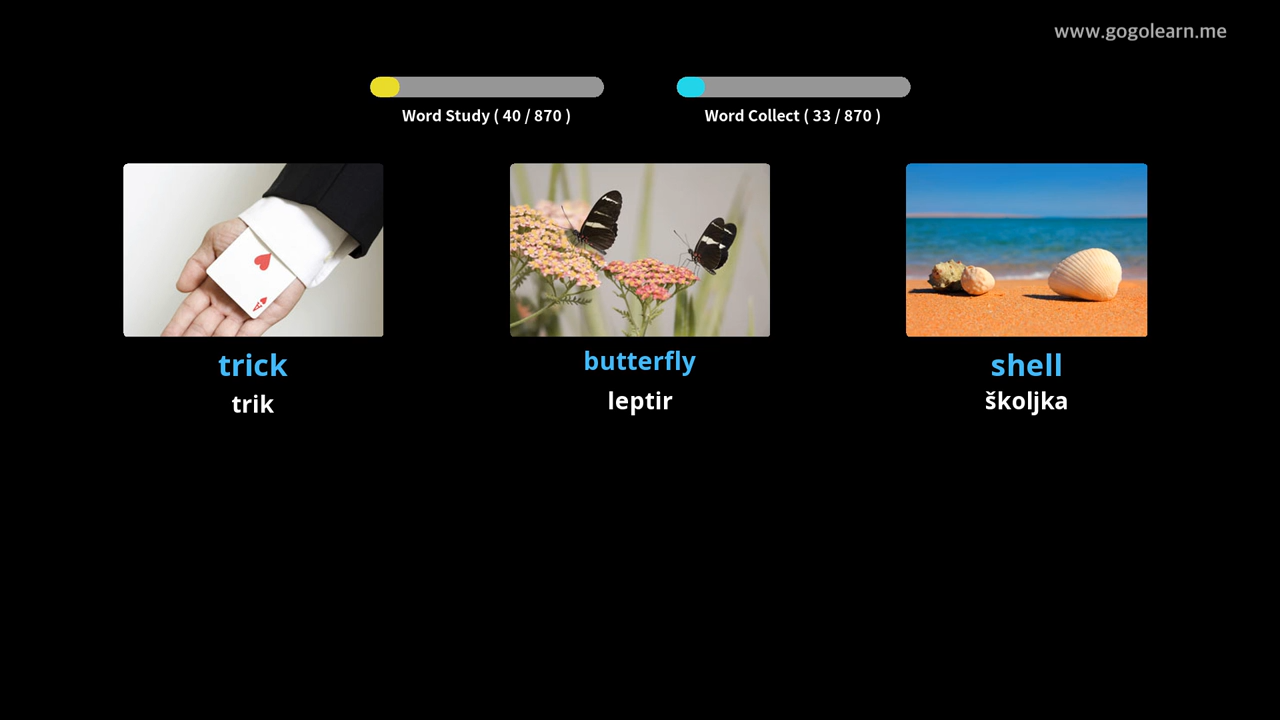 www.gogolearn.me
Word Study ( 40 / 870 )
Word Collect ( 33 / 870 )
trick
butterfly
shell
trik
leptir
školjka